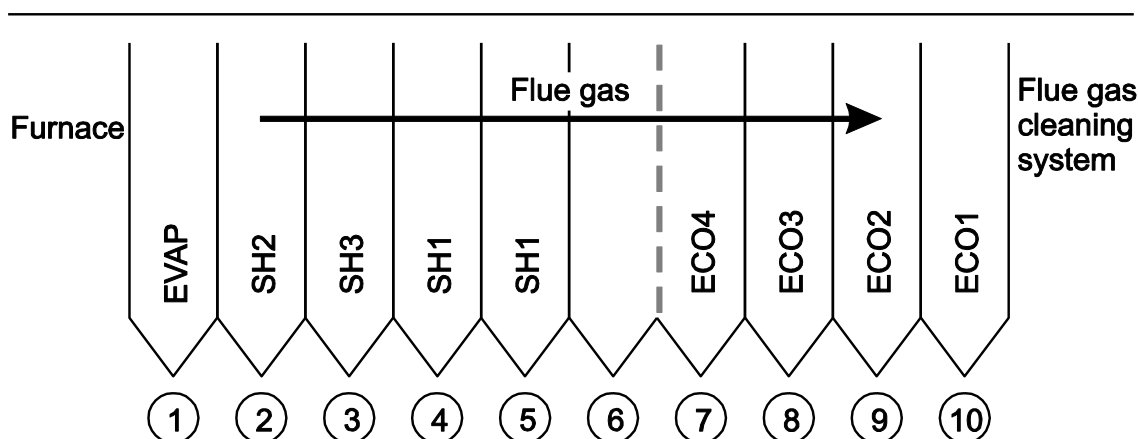 Flue gas
Furnace
Flue gas
cleaning
system
EVAP
SH2
SH3
SH1
SH1
ECO4
ECO3
ECO2
ECO1
1 2 3 4 5 6 7 8 9 10